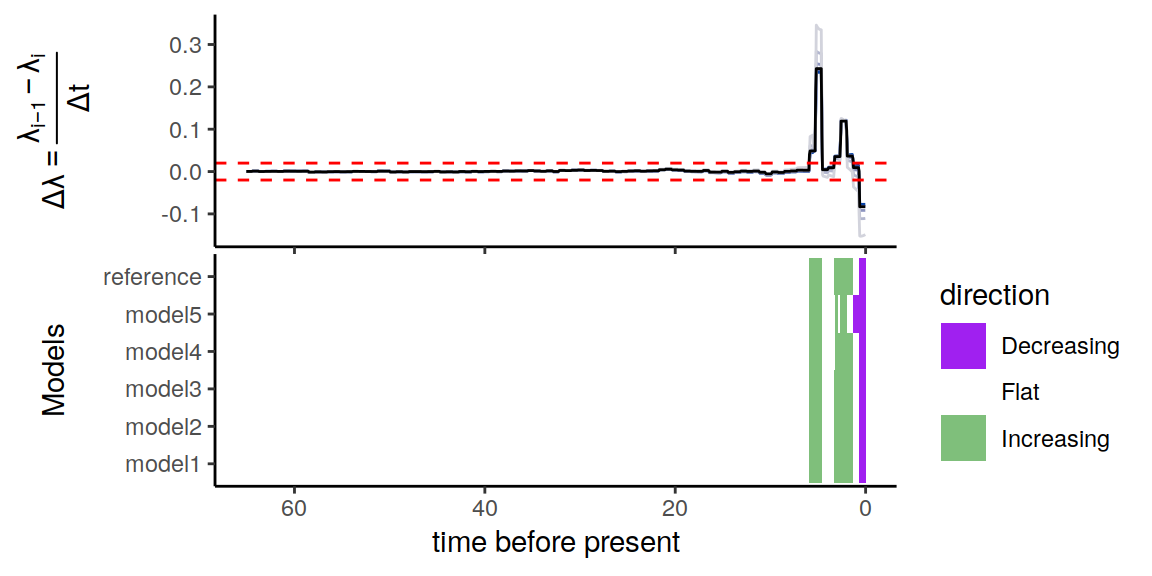 Δλ = (λi−1 − λi) / Δt
0.3
0.2
0.1
0.0
-0.1
Models
reference
model5
model4
model3
model2
model1
60
40
20
0
time before present
direction
Decreasing
Flat
Increasing